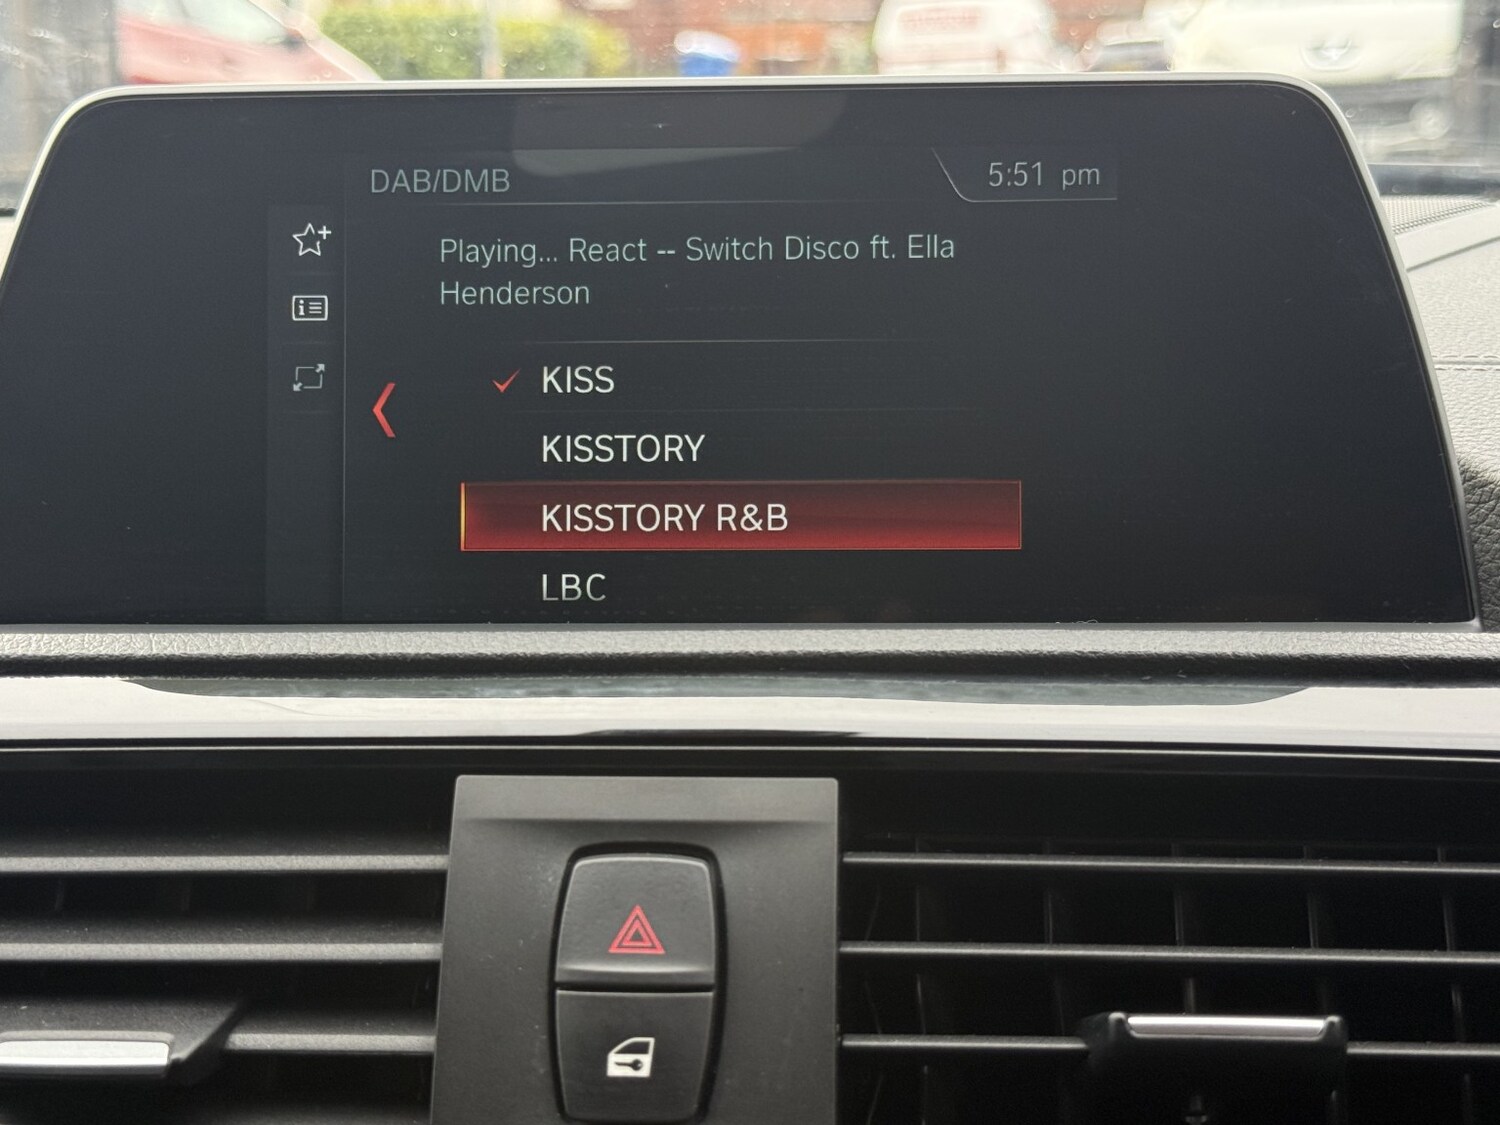 DAB/DMB
5:51 pm
Playing... React -- Switch Disco ft. Ella
Henderson
KISS
KISSTORY
KISSTORY R&B
LBC